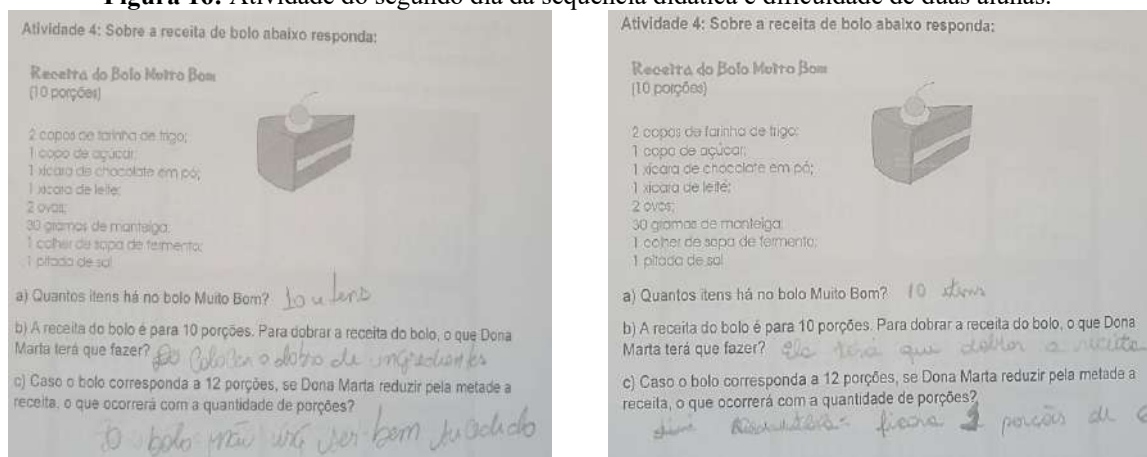 Figura 10: Atividade do segundo dia da sequência didática e dificuldade de duas alunas.
Atividade 4: Sobre a receita de bolo abaixo responda:
Receita do Bolo Muito Bom
(10 porções)
2 copos de farinha de trigo;
1 copo de açúcar;
1 xícara de chocolate em pó;
1 xícara de leite;
2 ovos;
30 gramas de manteiga;
1 colher de sopa de fermento;
1 pitada de sal
a) Quantos itens há no bolo Muito Bom?
b) A receita do bolo é para 10 porções. Para dobrar a receita do bolo, o que Dona
Marta terá que fazer? colocar o dobro de ingredientes
c) Caso o bolo corresponda a 12 porções, se Dona Marta reduzir pela metade a
receita, o que ocorrerá com a quantidade de porções?
O bolo não irá ser bem
Atividade 4: Sobre a receita de bolo abaixo responda:
Receita do Bolo Muito Bom
(10 porções)
2 copos de farinha de trigo;
1 copo de açúcar;
1 xícara de chocolate em pó;
1 xícara de leite;
2 ovos;
30 gramas de manteiga;
1 colher de sopa de fermento;
1 pitada de sal
a) Quantos itens há no bolo Muito Bom? 10 itens
b) A receita do bolo é para 10 porções. Para dobrar a receita do bolo, o que Dona
Marta terá que fazer? Ela terá que dobrar a receita
c) Caso o bolo corresponda a 12 porções, se Dona Marta reduzir pela metade a
receita, o que ocorrerá com a quantidade de porções?
ficara porções de